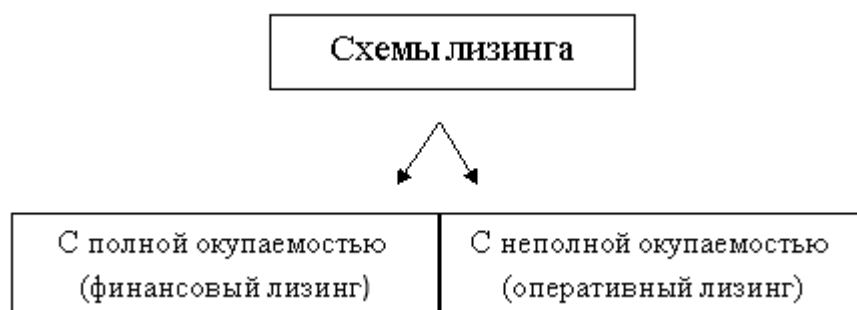 Схемы лизинга
С полной окупаемостью
(финансовый лизинг)
С неполной окупаемостью
(оперативный лизинг)